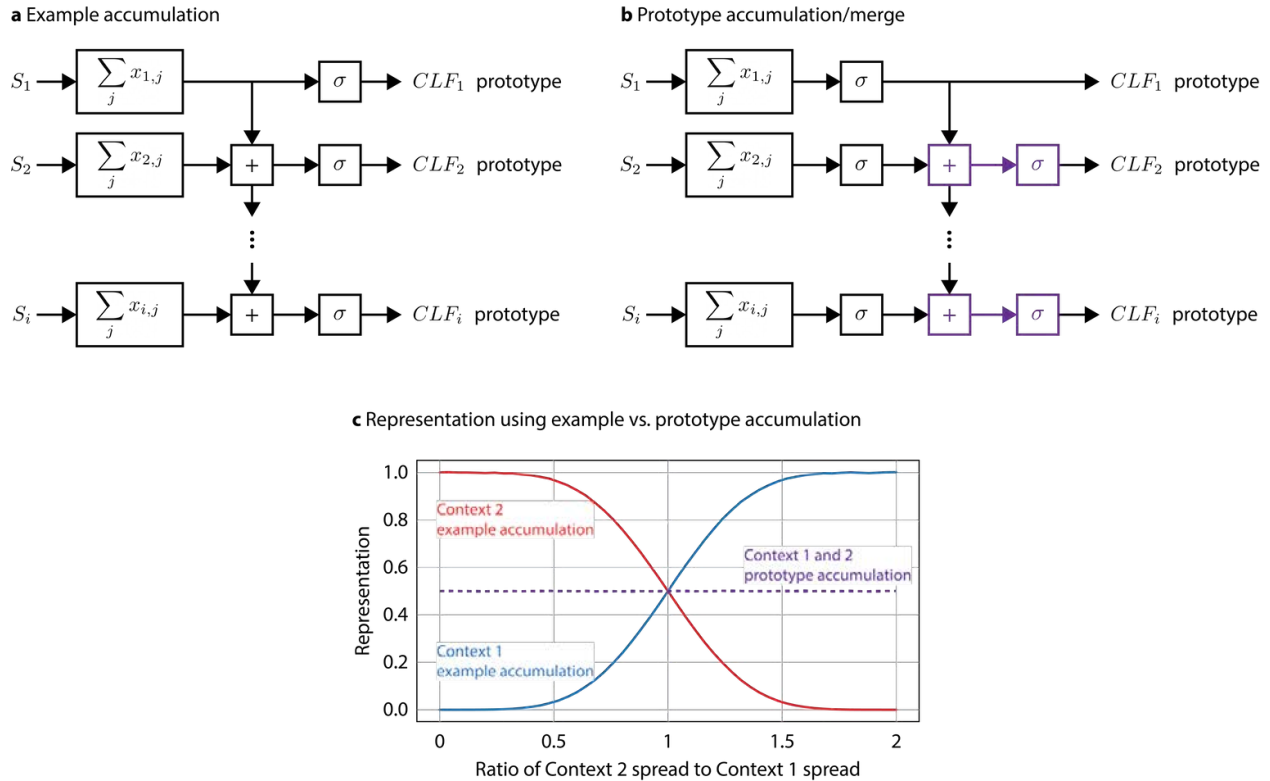 a Example accumulation
S₁ ∑ⱼ x₁,ⱼ σ CLF₁ prototype
S₂ ∑ⱼ x₂,ⱼ + σ CLF₂ prototype
⋮
Sᵢ ∑ⱼ xᵢ,ⱼ + σ CLFᵢ prototype
b Prototype accumulation/merge
S₁ ∑ⱼ x₁,ⱼ σ CLF₁ prototype
S₂ ∑ⱼ x₂,ⱼ σ + σ CLF₂ prototype
⋮
Sᵢ ∑ⱼ xᵢ,ⱼ σ + σ CLFᵢ prototype
c Representation using example vs. prototype accumulation
Representation
1.0
0.8
0.6
0.4
0.2
0.0
Context 2
example accumulation
Context 1 and 2
prototype accumulation
Context 1
example accumulation
0 0.5 1 1.5 2
Ratio of Context 2 spread to Context 1 spread